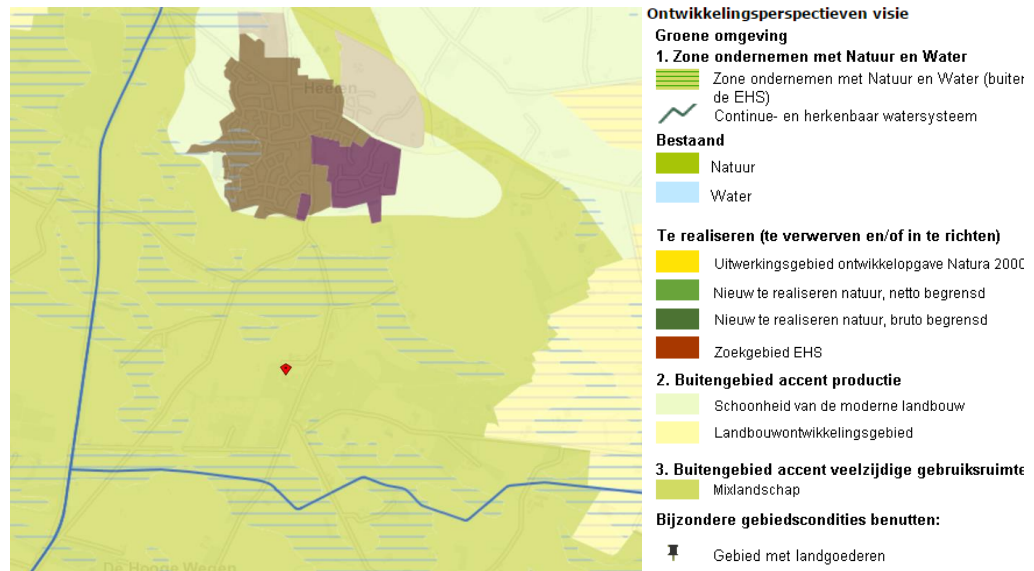 Ontwikkelingsperspectieven visie
Groene omgeving
1. Zone ondernemen met Natuur en Water
Zone ondernemen met Natuur en Water (buiten
de EHS)
Continue- en herkenbaar watersysteem
Bestaand
Natuur
Water
Te realiseren (te verwerven en/of in te richten)
Uitwerkingsgebied ontwikkelopgave Natura 2000
Nieuw te realiseren natuur, netto begrensd
Nieuw te realiseren natuur, bruto begrensd
Zoekgebied EHS
2. Buitengebied accent productie
Schoonheid van de moderne landbouw
Landbouwontwikkelingsgebied
3. Buitengebied accent veelzijdige gebruiksruimte
Mixlandschap
Bijzondere gebiedscondities benutten:
Gebied met landgoederen
Heeten
De Hooge Wegen